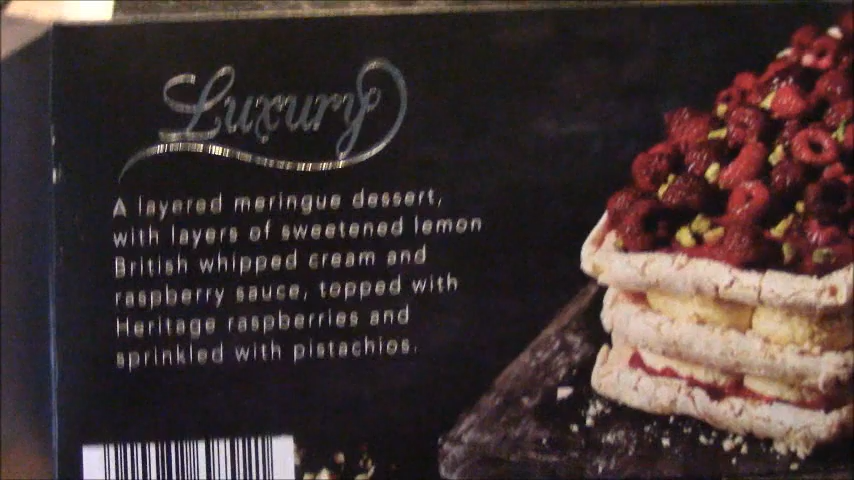 Luxury
A layered meringue dessert,
with layers of sweetened lemon
British whipped cream and
raspberry sauce, topped with
Heritage raspberries and
sprinkled with pistachios.